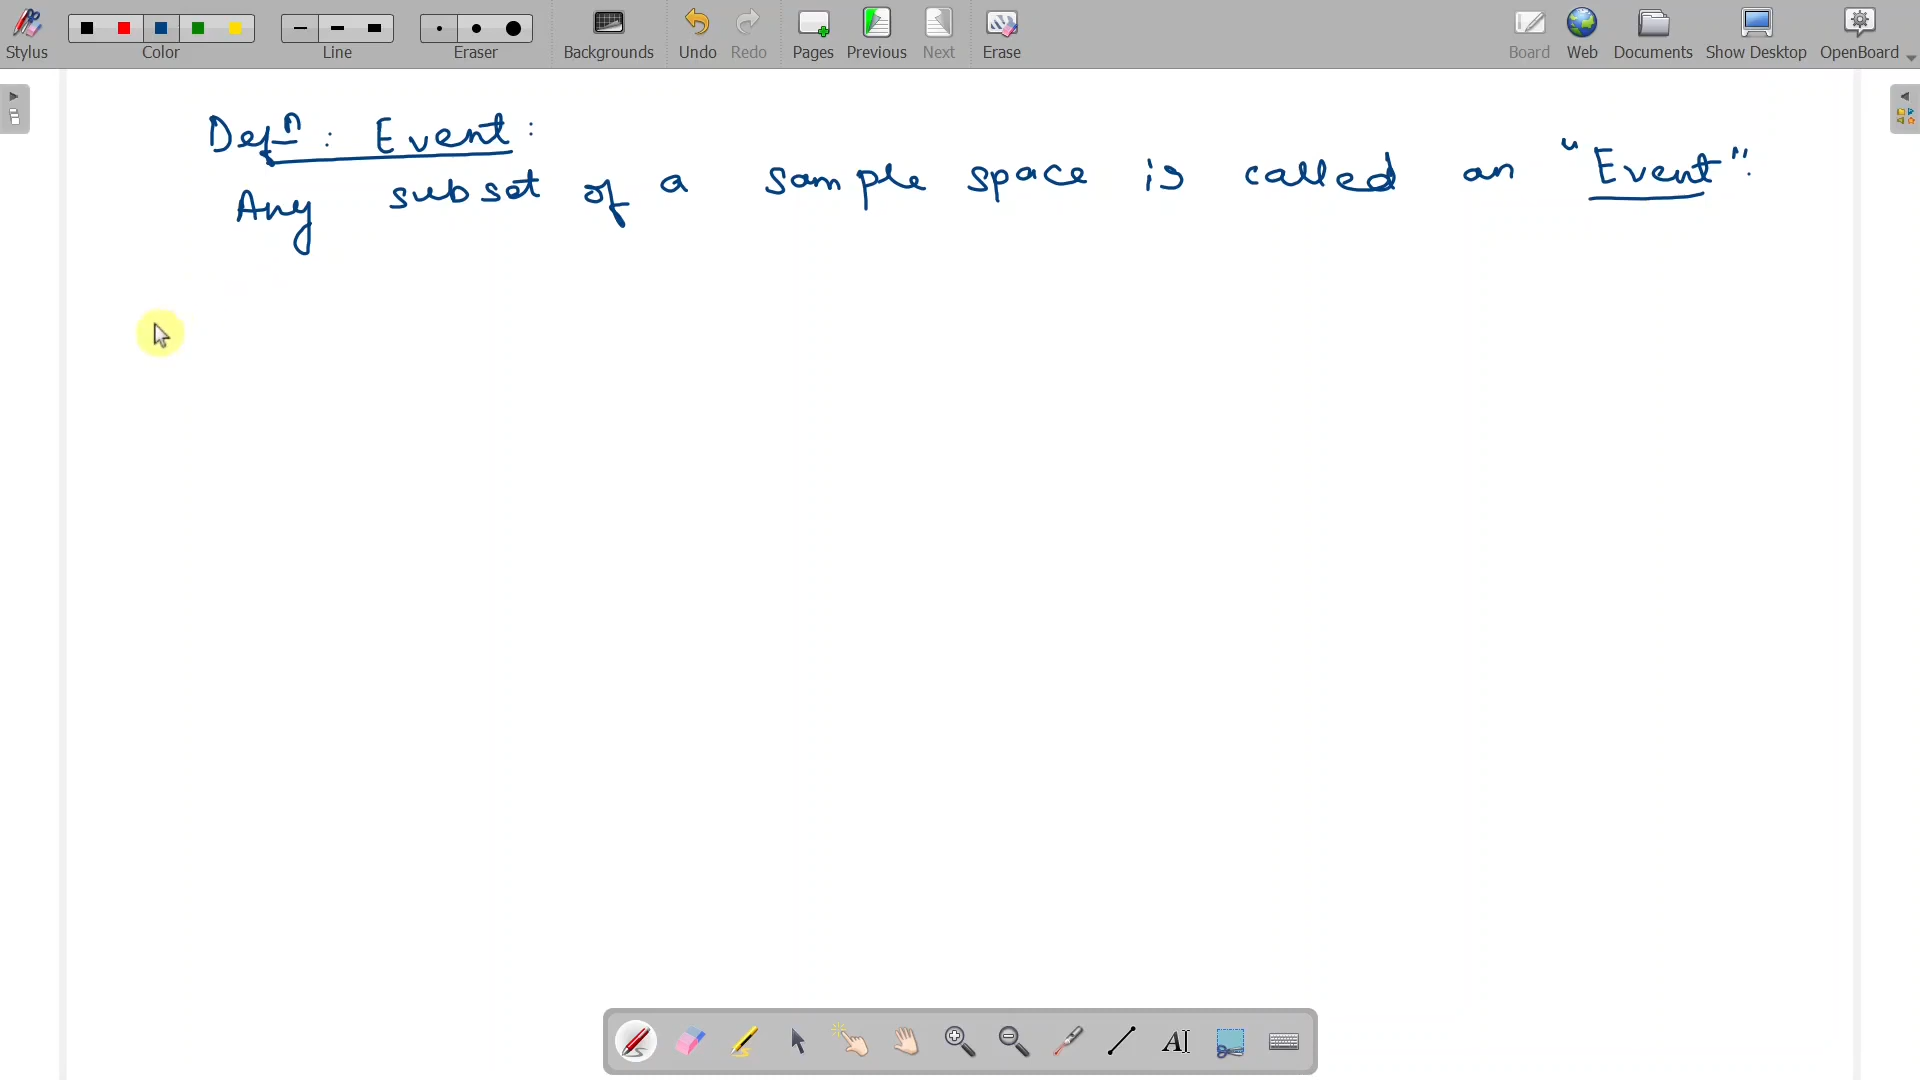 Stylus Color Line Eraser Backgrounds Undo Redo Pages Previous Next Erase Board Web Documents Show Desktop OpenBoard
Defⁿ : Event :
Any subset of a sample space is called an "Event".
AI